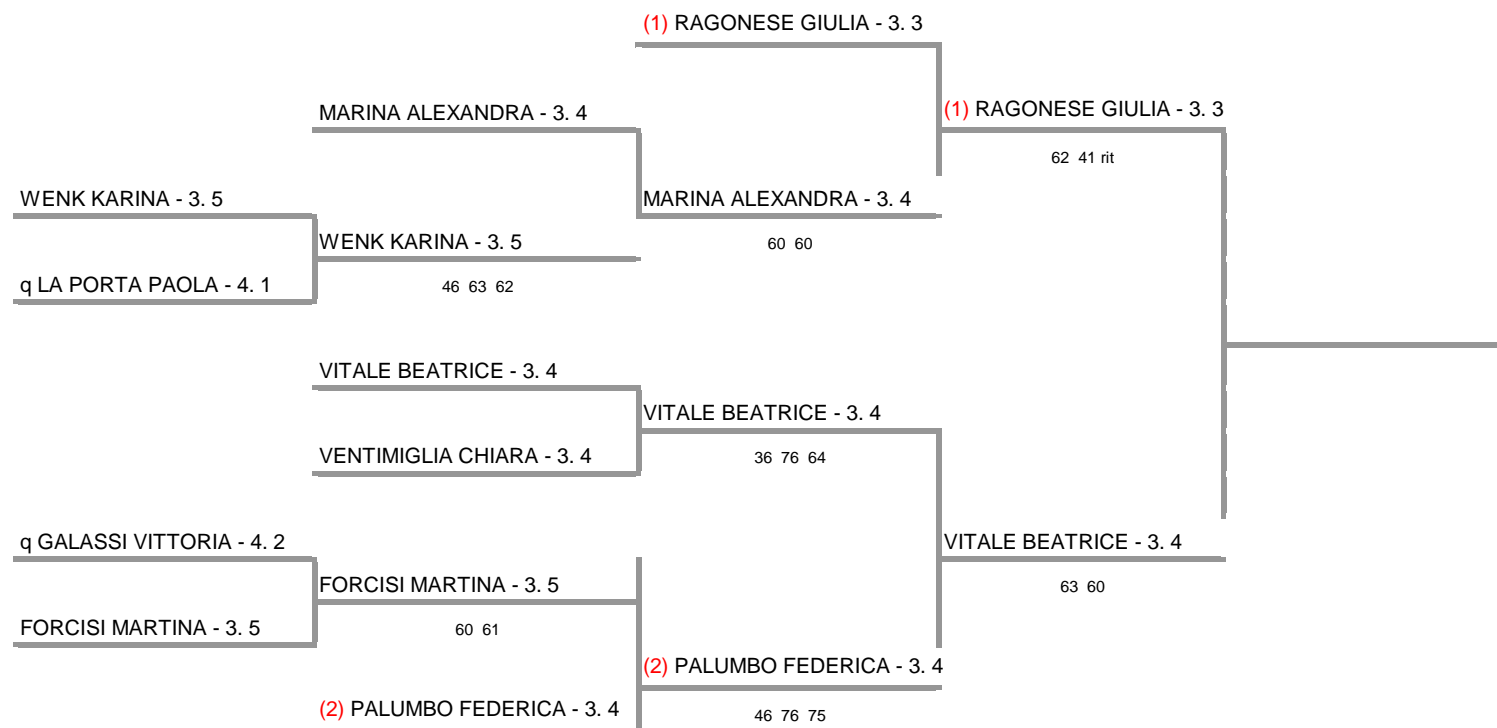 (1) RAGONESE GIULIA - 3. 3
MARINA ALEXANDRA - 3. 4
(1) RAGONESE GIULIA - 3. 3
62 41 rit
WENK KARINA - 3. 5
MARINA ALEXANDRA - 3. 4
WENK KARINA - 3. 5
60 60
q LA PORTA PAOLA - 4. 1
46 63 62
VITALE BEATRICE - 3. 4
VITALE BEATRICE - 3. 4
VENTIMIGLIA CHIARA - 3. 4
36 76 64
q GALASSI VITTORIA - 4. 2
VITALE BEATRICE - 3. 4
FORCISI MARTINA - 3. 5
63 60
FORCISI MARTINA - 3. 5
60 61
(2) PALUMBO FEDERICA - 3. 4
(2) PALUMBO FEDERICA - 3. 4
46 76 75